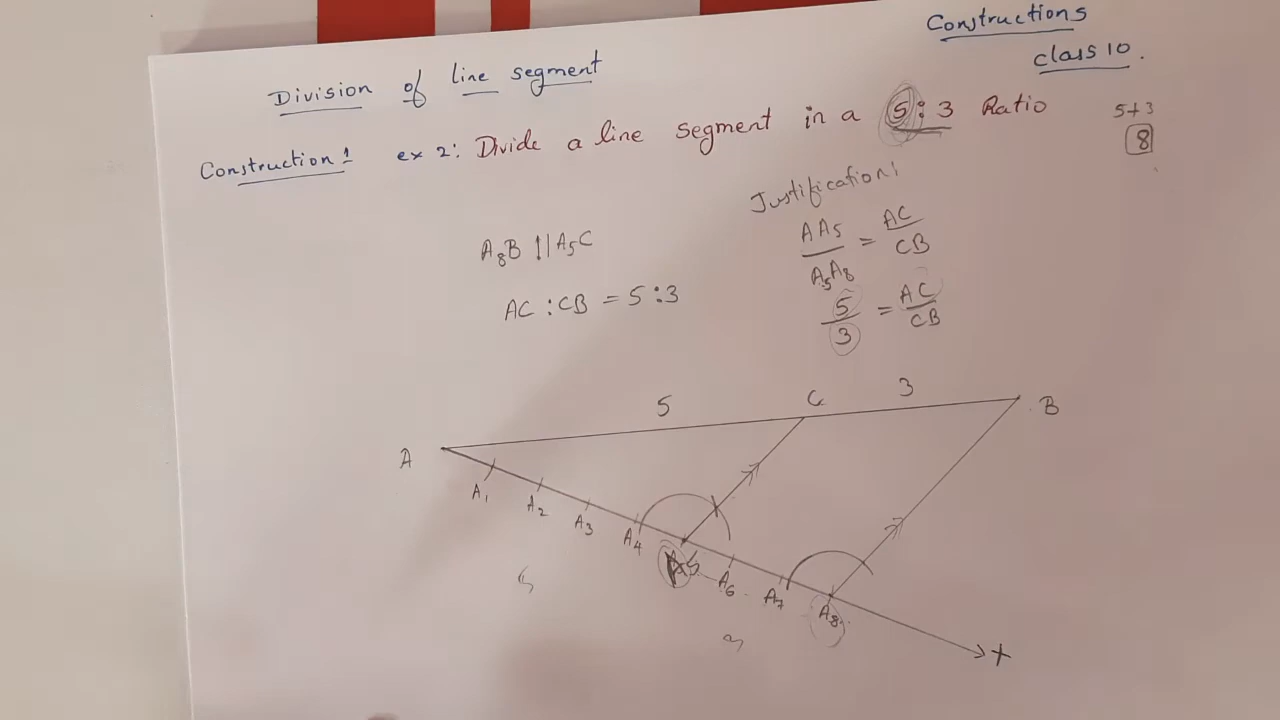 Constructions
class 10.
Division of line segment
Construction 1 ex 2: Divide a line segment in a 5:3 Ratio
5+3
8
Justification:
A₈B || A₅C
AA₅/A₅A₈ = AC/CB
AC : CB = 5:3
5/3 = AC/CB
5
C
3
B
A
A₁
A₂
A₃
A₄
A5
A₆
A₇
A₈
5
3
X